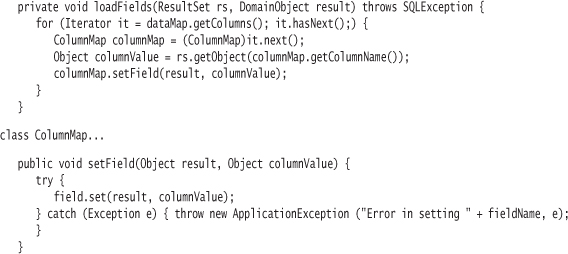 private void loadFields(ResultSet rs, DomainObject result) throws SQLException {
for (Iterator it = dataMap.getColumns(); it.hasNext();) {
ColumnMap columnMap = (ColumnMap)it.next();
Object columnValue = rs.getObject(columnMap.getColumnName());
columnMap.setField(result, columnValue);
}
}
class ColumnMap...
public void setField(Object result, Object columnValue) {
try {
field.set(result, columnValue);
} catch (Exception e) { throw new ApplicationException ("Error in setting " + fieldName, e);
}
}